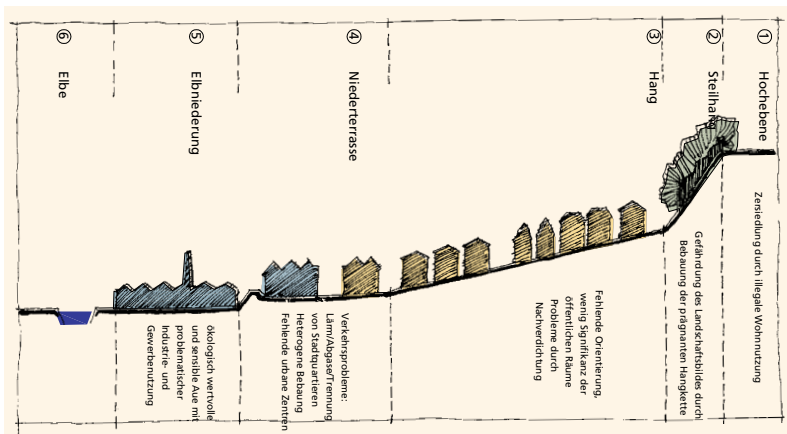 ① Hochebene
Zersiedlung durch illegale Wohnnutzung
② Steilhang
Gefährdung des Landschaftsbildes durch
Bebauung der prägnanten Hangkette
③ Hang
Fehlende Orientierung,
wenig Signifikanz der
öffentlichen Räume
Probleme durch
Nachverdichtung
④ Niederterrasse
Verkehrsprobleme:
Lärm/Abgase/Trennung
von Stadtquartieren
Heterogene Bebaung
Fehlende urbane Zentren
⑤ Elbniederung
ökologisch wertvolle
und sensible Aue mit
problematischer
Industrie- und
Gewerbenutzung
⑥ Elbe